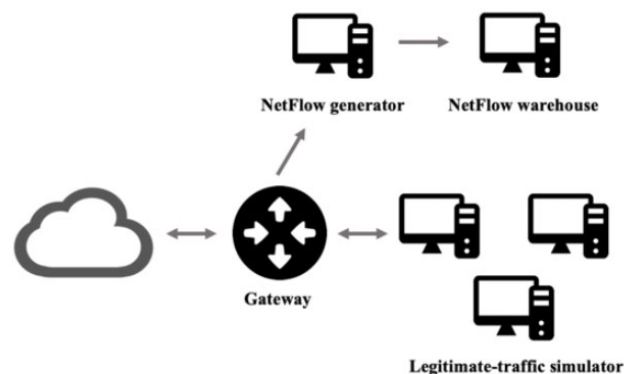 NetFlow generator
NetFlow warehouse
Gateway
Legitimate-traffic simulator